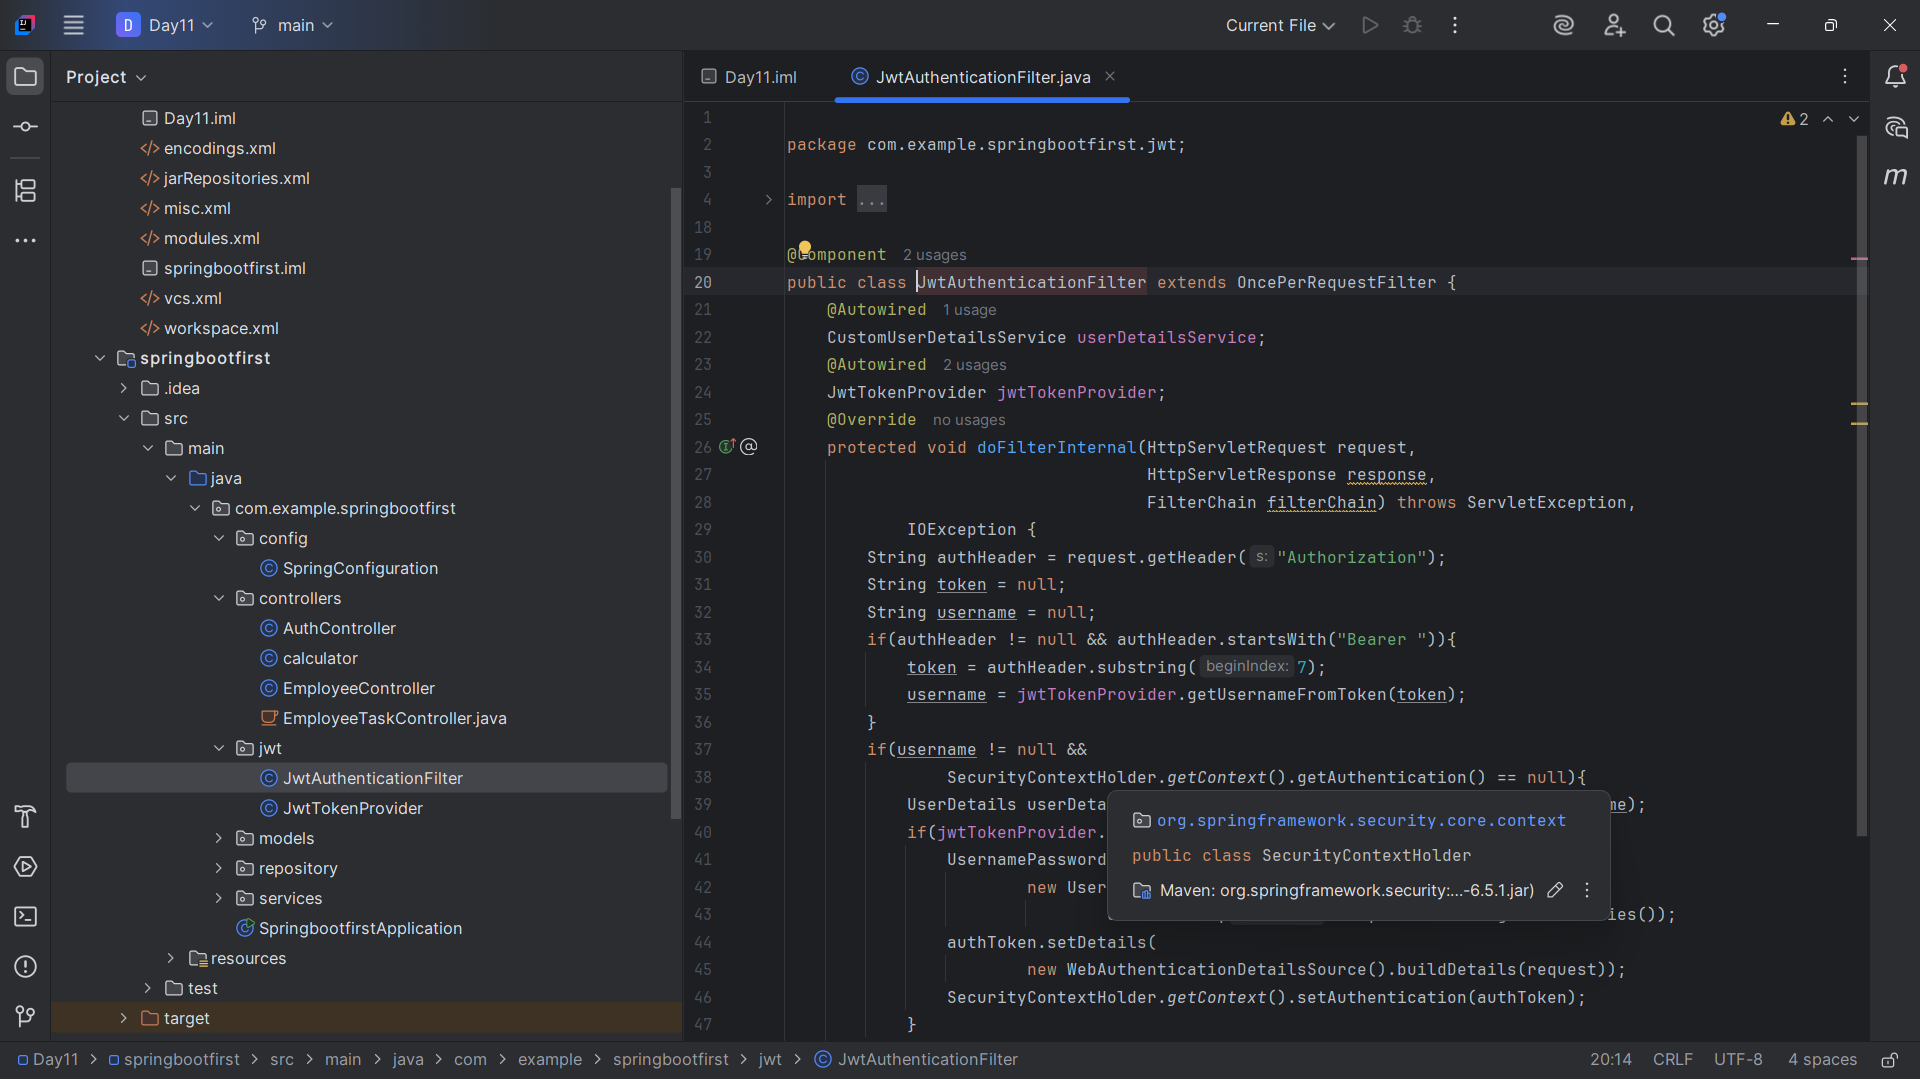 D Day11 main Current File
Project
Day11.iml
encodings.xml
jarRepositories.xml
misc.xml
modules.xml
springbootfirst.iml
vcs.xml
workspace.xml
springbootfirst
.idea
src
main
java
com.example.springbootfirst
config
SpringConfiguration
controllers
AuthController
calculator
EmployeeController
EmployeeTaskController.java
jwt
JwtAuthenticationFilter
JwtTokenProvider
models
repository
services
SpringbootfirstApplication
resources
test
target
Day11.iml JwtAuthenticationFilter.java
2
1
2 package com.example.springbootfirst.jwt;
3
4 import ...
18
19 @Component 2 usages
20 public class JwtAuthenticationFilter extends OncePerRequestFilter {
21 @Autowired 1 usage
22 CustomUserDetailsService userDetailsService;
23 @Autowired 2 usages
24 JwtTokenProvider jwtTokenProvider;
25 @Override no usages
26 protected void doFilterInternal(HttpServletRequest request,
27 HttpServletResponse response,
28 FilterChain filterChain) throws ServletException,
29 IOException {
30 String authHeader = request.getHeader( s: "Authorization");
31 String token = null;
32 String username = null;
33 if(authHeader != null && authHeader.startsWith("Bearer ")){
34 token = authHeader.substring( beginIndex: 7);
35 username = jwtTokenProvider.getUsernameFromToken(token);
36 }
37 if(username != null &&
38 SecurityContextHolder.getContext().getAuthentication() == null){
39 UserDetails userDeta me);
40 if(jwtTokenProvider.
41 UsernamePassword
42 new User
43 ies());
44 authToken.setDetails(
45 new WebAuthenticationDetailsSource().buildDetails(request));
46 SecurityContextHolder.getContext().setAuthentication(authToken);
47 }
org.springframework.security.core.context
public class SecurityContextHolder
Maven: org.springframework.security:...-6.5.1.jar)
Day11 > springbootfirst > src > main > java > com > example > springbootfirst > jwt > JwtAuthenticationFilter 20:14 CRLF UTF-8 4 spaces